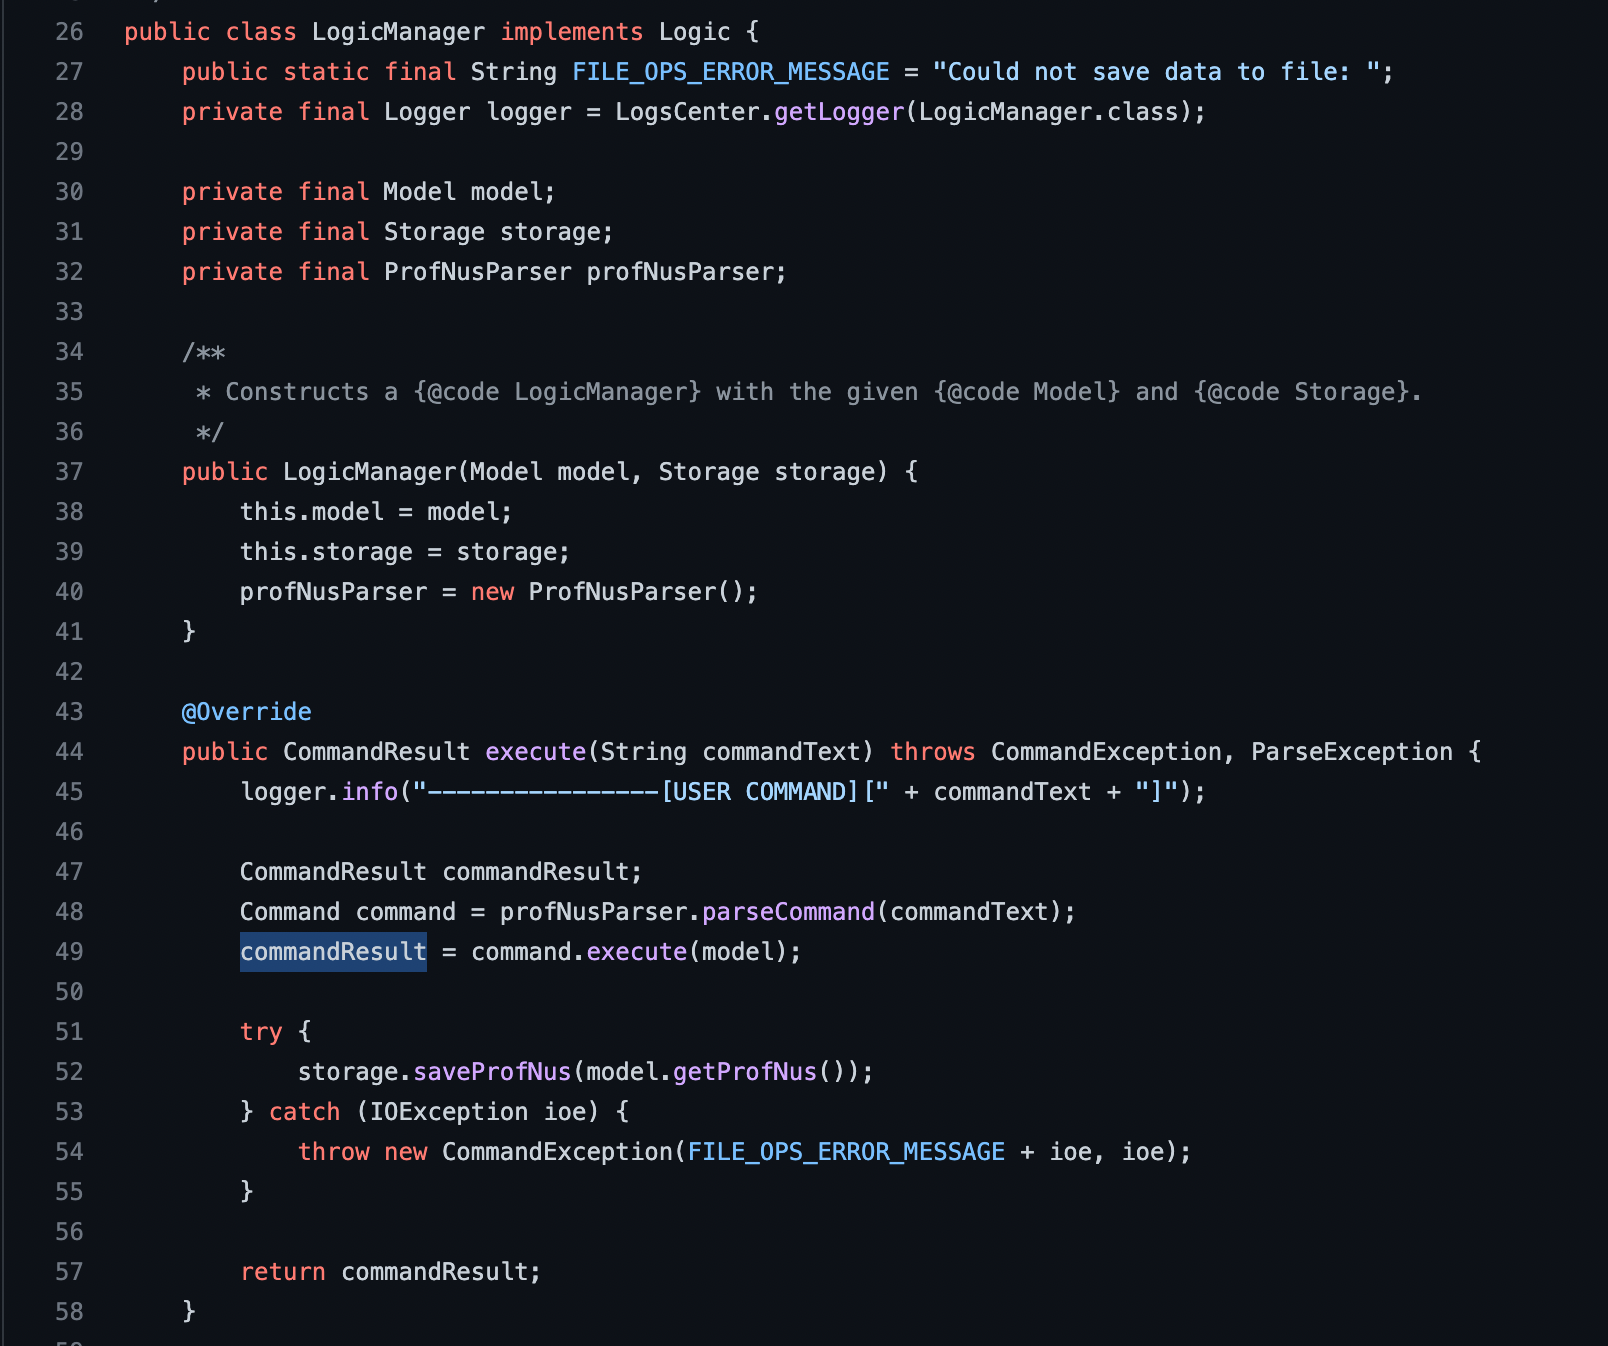 26 public class LogicManager implements Logic {
27     public static final String FILE_OPS_ERROR_MESSAGE = "Could not save data to file: ";
28     private final Logger logger = LogsCenter.getLogger(LogicManager.class);
29
30     private final Model model;
31     private final Storage storage;
32     private final ProfNusParser profNusParser;
33
34     /**
35      * Constructs a {@code LogicManager} with the given {@code Model} and {@code Storage}.
36      */
37     public LogicManager(Model model, Storage storage) {
38         this.model = model;
39         this.storage = storage;
40         profNusParser = new ProfNusParser();
41     }
42
43     @Override
44     public CommandResult execute(String commandText) throws CommandException, ParseException {
45         logger.info("----------------[USER COMMAND][" + commandText + "]");
46
47         CommandResult commandResult;
48         Command command = profNusParser.parseCommand(commandText);
49         commandResult = command.execute(model);
50
51         try {
52             storage.saveProfNus(model.getProfNus());
53         } catch (IOException ioe) {
54             throw new CommandException(FILE_OPS_ERROR_MESSAGE + ioe, ioe);
55         }
56
57         return commandResult;
58     }